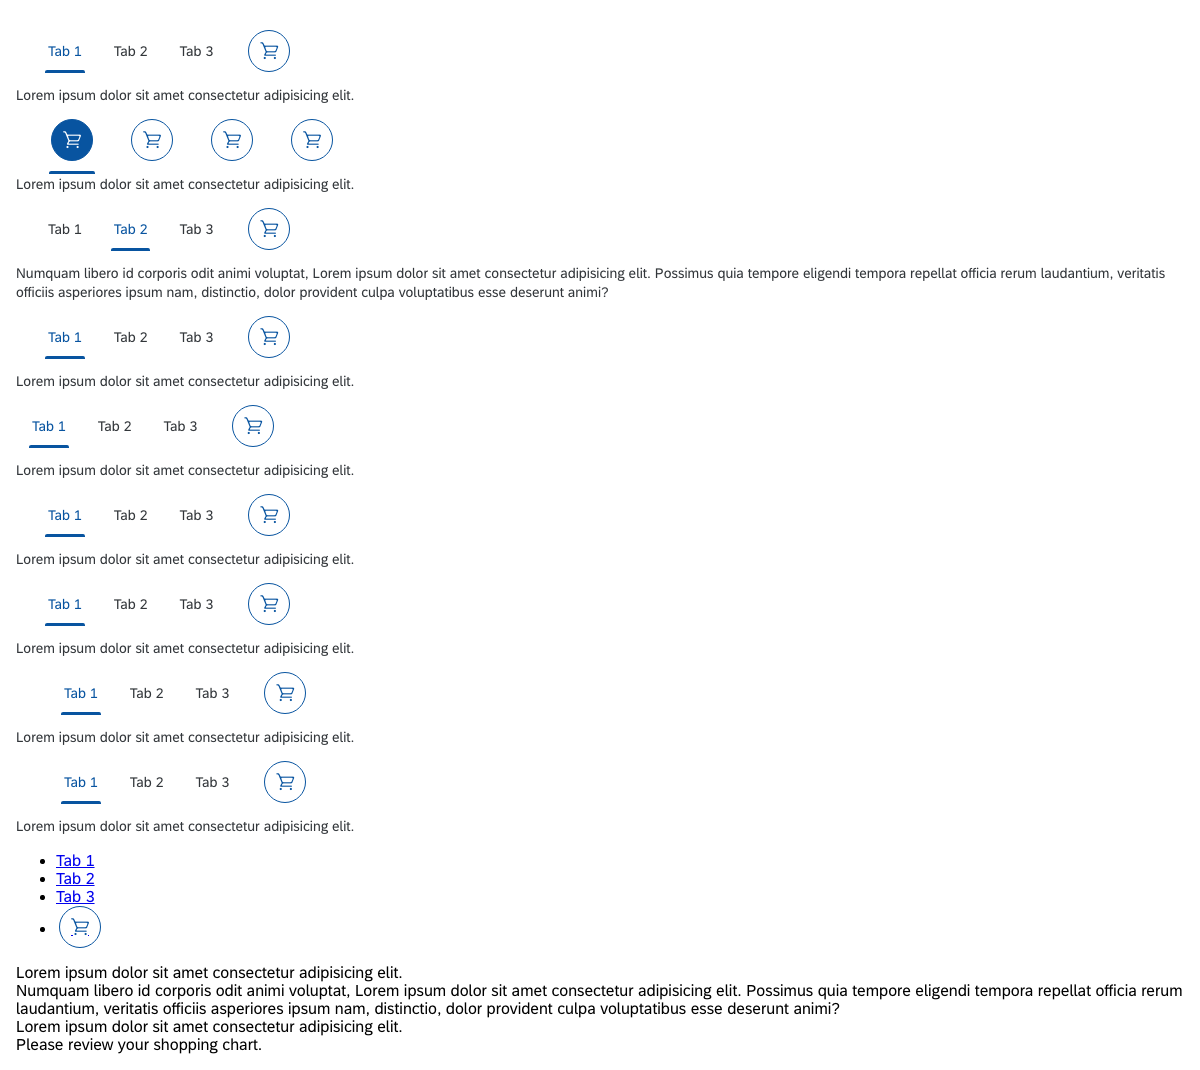 Tab 1 Tab 2 Tab 3
Lorem ipsum dolor sit amet consectetur adipisicing elit.
Lorem ipsum dolor sit amet consectetur adipisicing elit.
Tab 1 Tab 2 Tab 3
Numquam libero id corporis odit animi voluptat, Lorem ipsum dolor sit amet consectetur adipisicing elit. Possimus quia tempore eligendi tempora repellat officia rerum laudantium, veritatis
officiis asperiores ipsum nam, distinctio, dolor provident culpa voluptatibus esse deserunt animi?
Tab 1 Tab 2 Tab 3
Lorem ipsum dolor sit amet consectetur adipisicing elit.
Tab 1 Tab 2 Tab 3
Lorem ipsum dolor sit amet consectetur adipisicing elit.
Tab 1 Tab 2 Tab 3
Lorem ipsum dolor sit amet consectetur adipisicing elit.
Tab 1 Tab 2 Tab 3
Lorem ipsum dolor sit amet consectetur adipisicing elit.
Tab 1 Tab 2 Tab 3
Lorem ipsum dolor sit amet consectetur adipisicing elit.
Tab 1 Tab 2 Tab 3
Lorem ipsum dolor sit amet consectetur adipisicing elit.
Tab 1
Tab 2
Tab 3
Lorem ipsum dolor sit amet consectetur adipisicing elit.
Numquam libero id corporis odit animi voluptat, Lorem ipsum dolor sit amet consectetur adipisicing elit. Possimus quia tempore eligendi tempora repellat officia rerum
laudantium, veritatis officiis asperiores ipsum nam, distinctio, dolor provident culpa voluptatibus esse deserunt animi?
Lorem ipsum dolor sit amet consectetur adipisicing elit.
Please review your shopping chart.